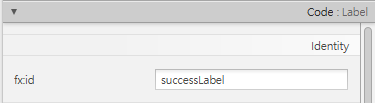 ▼ Code : Label
Identity
fx:id successLabel